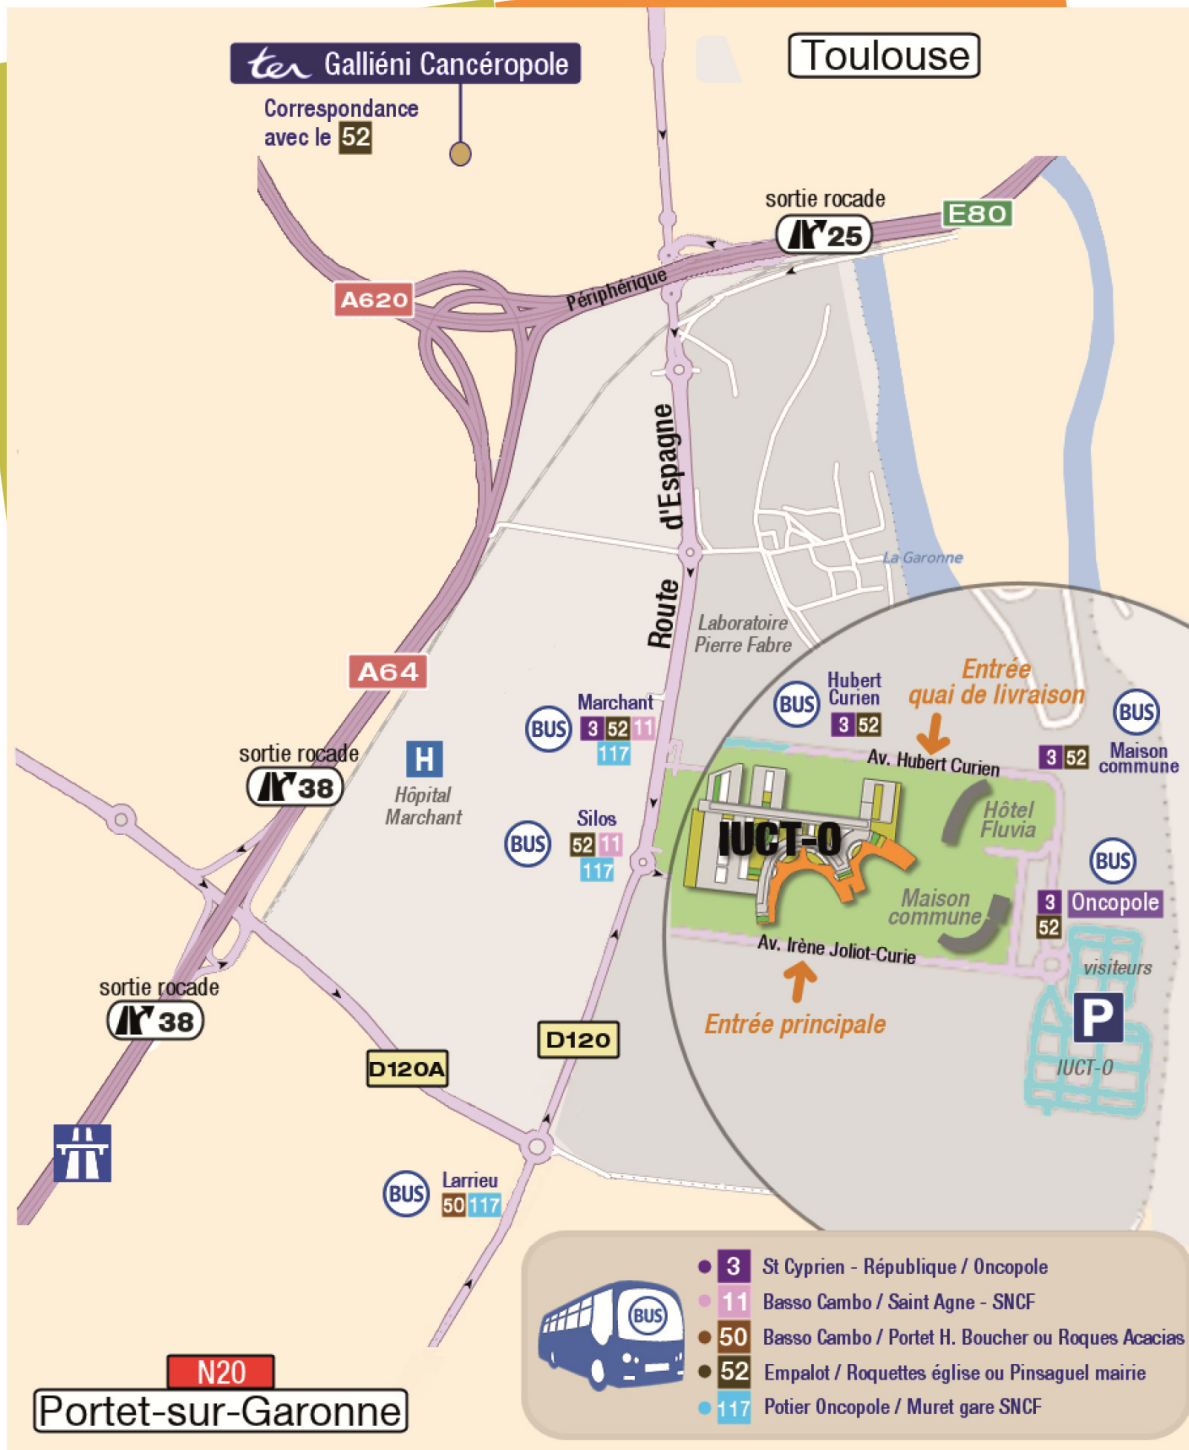 ter Galliéni Cancéropole
Toulouse
Correspondance
avec le 52
sortie rocade
25
E80
A620
Périphérique
Route d'Espagne
La Garonne
Laboratoire
Pierre Fabre
A64
Entrée
quai de livraison
BUS
Hubert
Curien
3 52
BUS
Marchant
3 52 11
117
BUS
Maison
commune
3 52
Av. Hubert Curien
sortie rocade
38
H
Hôpital
Marchant
Hôtel
Fluvia
BUS
Silos
52 11
117
IUCT-O
BUS
3 Oncopole
52
Maison
commune
Av. Irène Joliot-Curie
visiteurs
P
IUCT-O
Entrée principale
sortie rocade
38
D120
D120A
BUS
Larrieu
50 117
BUS
3 St Cyprien - République / Oncopole
11 Basso Cambo / Saint Agne - SNCF
50 Basso Cambo / Portet H. Boucher ou Roques Acacias
52 Empalot / Roquettes église ou Pinsaguel mairie
117 Potier Oncopole / Muret gare SNCF
N20
Portet-sur-Garonne